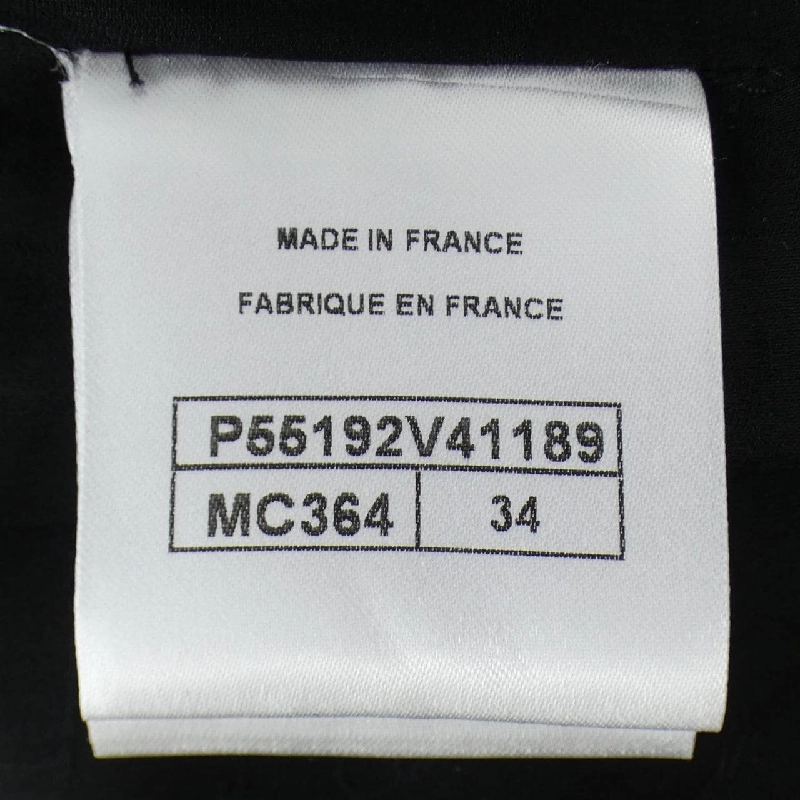 MADE IN FRANCE
FABRIQUE EN FRANCE
P55192V41189
MC364 34